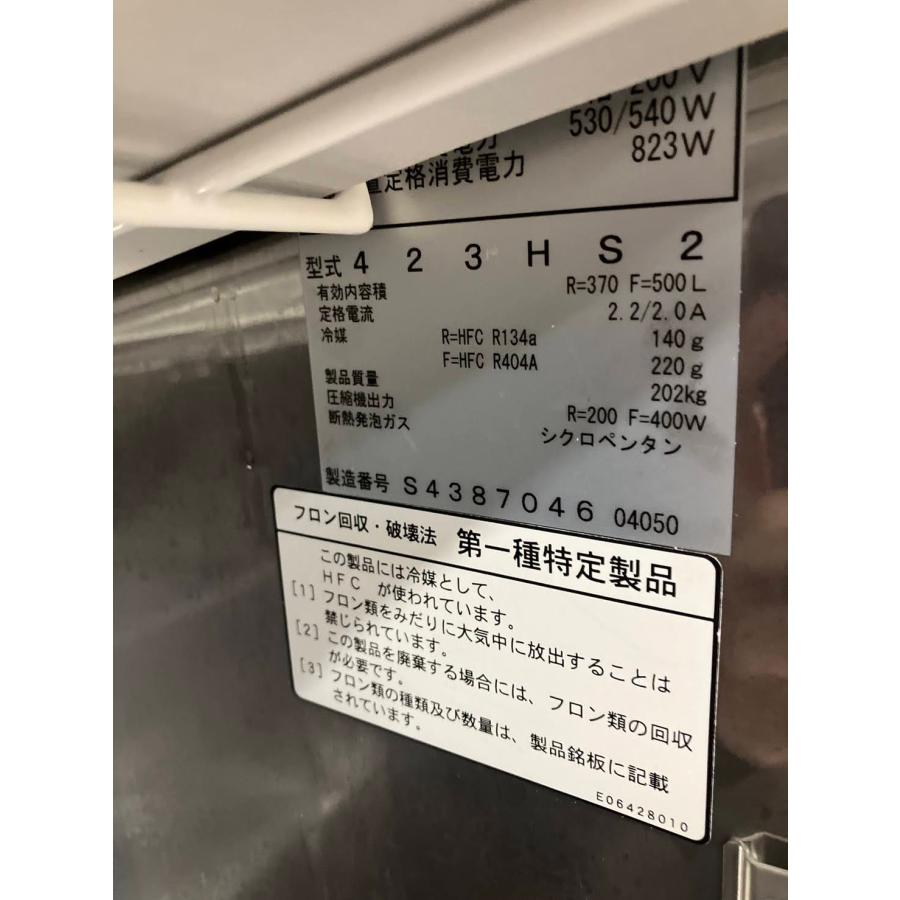 200V
530/540W
電力
823W
定格消費電力
型式 423HS2
有効内容積 R=370 F=500L
定格電流 2.2/2.0A
冷媒 R=HFC R134a 140g
F=HFC R404A 220g
製品質量 202kg
圧縮機出力 R=200 F=400W
断熱発泡ガス シクロペンタン
製造番号 S4387046 04050
フロン回収・破壊法 第一種特定製品
この製品には冷媒として、
HFC が使われています。
[1] フロン類をみだりに大気中に放出することは
禁じられています。
[2] この製品を廃棄する場合には、フロン類の回収
が必要です。
[3] フロン類の種類及び数量は、製品銘板に記載
されています。
E06428010